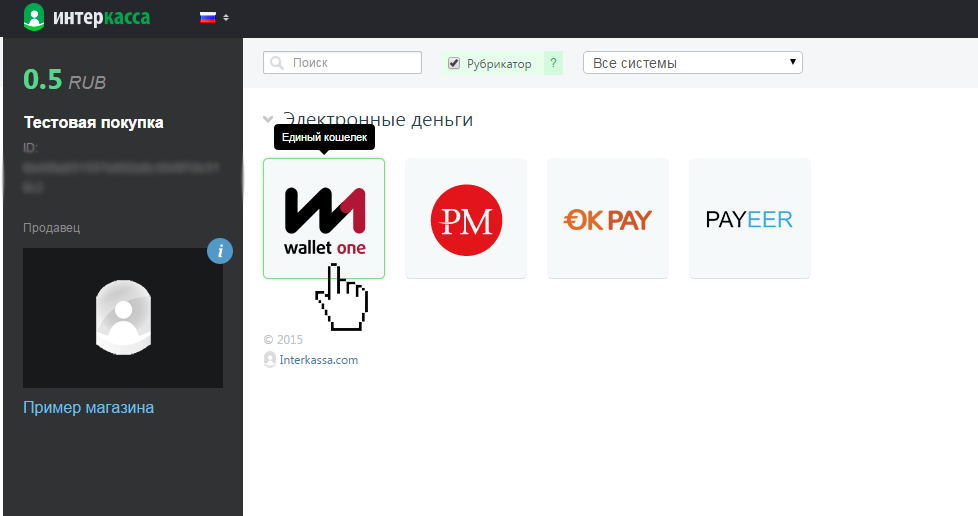 интеркасса
0.5 RUB
Тестовая покупка
ID:
Продавец
i
Пример магазина
Поиск
Рубрикатор
?
Все системы
Электронные деньги
Единый кошелек
wallet one
PM
OK PAY
PAYEER
© 2015
Interkassa.com